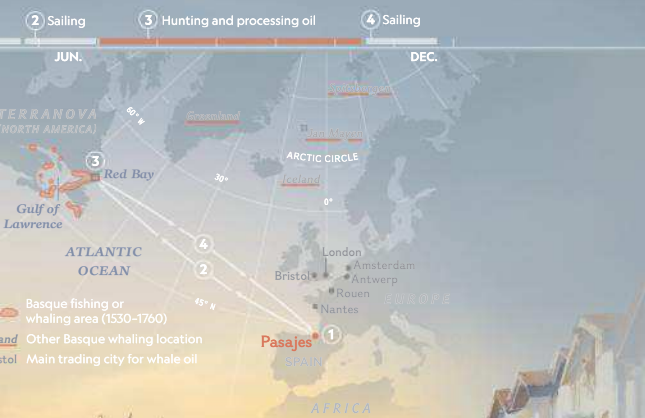 2 Sailing
3 Hunting and processing oil
4 Sailing
JUN.
DEC.
TERRANOVA
(NORTH AMERICA)
60° N
Greenland
Jan Mayen
ARCTIC CIRCLE
3
Red Bay
30°
Iceland
0°
Gulf of
Lawrence
ATLANTIC
OCEAN
4
2
45° N
London
Bristol
Amsterdam
Antwerp
Rouen
Nantes
EUROPE
Basque fishing or
whaling area (1530–1760)
Other Basque whaling location
Main trading city for whale oil
Pasajes
1
SPAIN
AFRICA